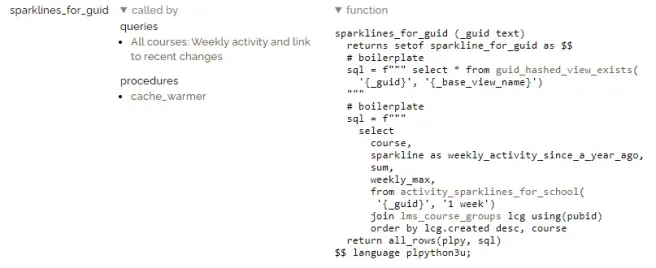 sparklines_for_guid
▼ called by
queries
• All courses: Weekly activity and link
to recent changes
procedures
• cache_warmer
▼ function
sparklines_for_guid (_guid text)
returns setof sparkline_for_guid as $$
# boilerplate
sql = f""" select * from guid_hashed_view_exists(
'{_guid}', '{_base_view_name}')
"""
# boilerplate
sql = f"""
select
course,
sparkline as weekly_activity_since_a_year_ago,
sum,
weekly_max,
from activity_sparklines_for_school(
'{_guid}', '1 week')
join lms_course_groups lcg using(pubid)
order by lcg.created desc, course
return all_rows(plpy, sql)
$$ language plpython3u;